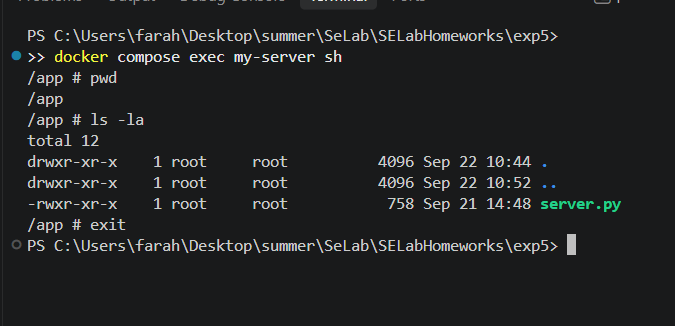 Problems Output Debug Console Terminal Ports
PS C:\Users\farah\Desktop\summer\SeLab\SELabHomeworks\exp5>
>> docker compose exec my-server sh
/app # pwd
/app
/app # ls -la
total 12
drwxr-xr-x    1 root     root          4096 Sep 22 10:44 .
drwxr-xr-x    1 root     root          4096 Sep 22 10:52 ..
-rwxr-xr-x    1 root     root           758 Sep 21 14:48 server.py
/app # exit
PS C:\Users\farah\Desktop\summer\SeLab\SELabHomeworks\exp5>